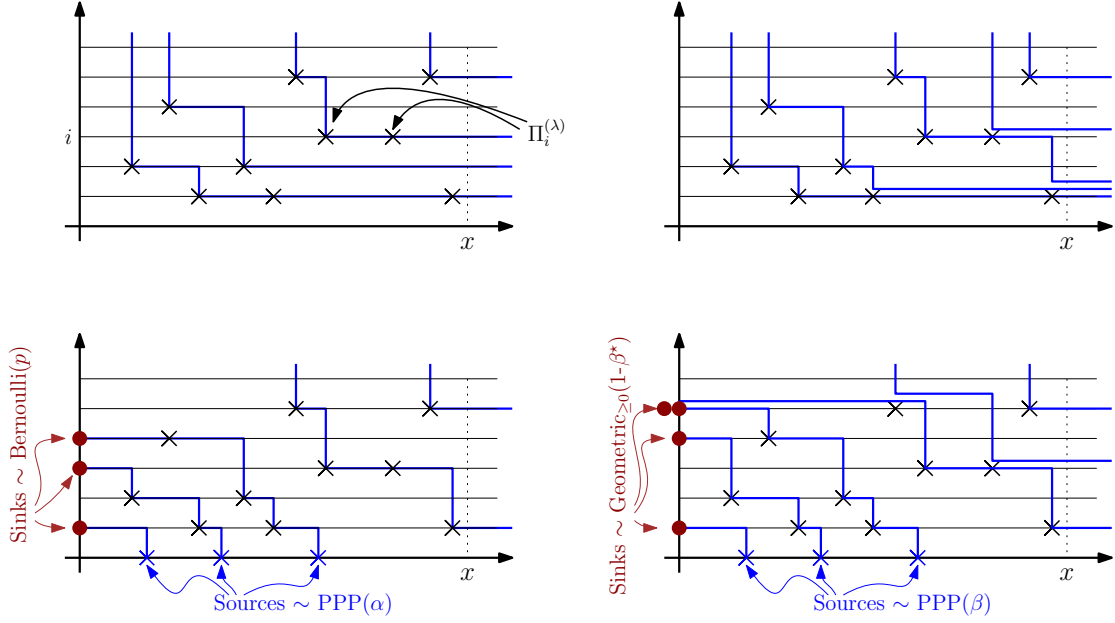 i
Π_i^{(λ)}
x
x
Sinks ∼ Bernoulli(p)
x
Sources ∼ PPP(α)
Sinks ∼ Geometric_{≥0}(1-β*)
x
Sources ∼ PPP(β)